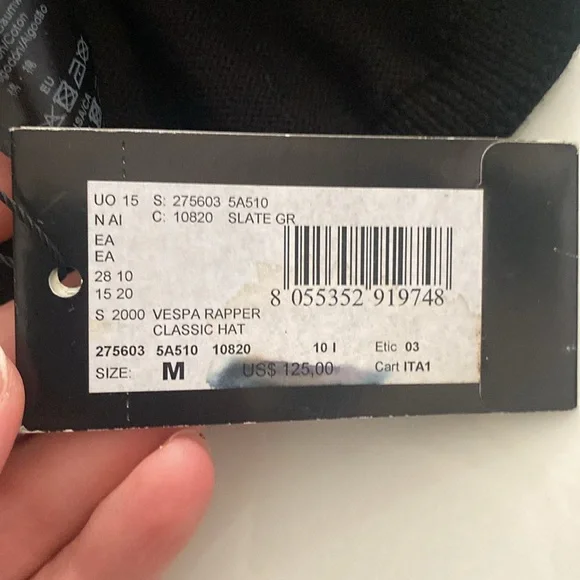 EU
UO 15 S: 275603 5A510
N AI C: 10820 SLATE GR
EA
EA
28 10
15 20
8 055352 919748
S 2000 VESPA RAPPER
CLASSIC HAT
275603 5A510 10820 10 I Etic 03
SIZE: M US$ 125,00 Cart ITA1